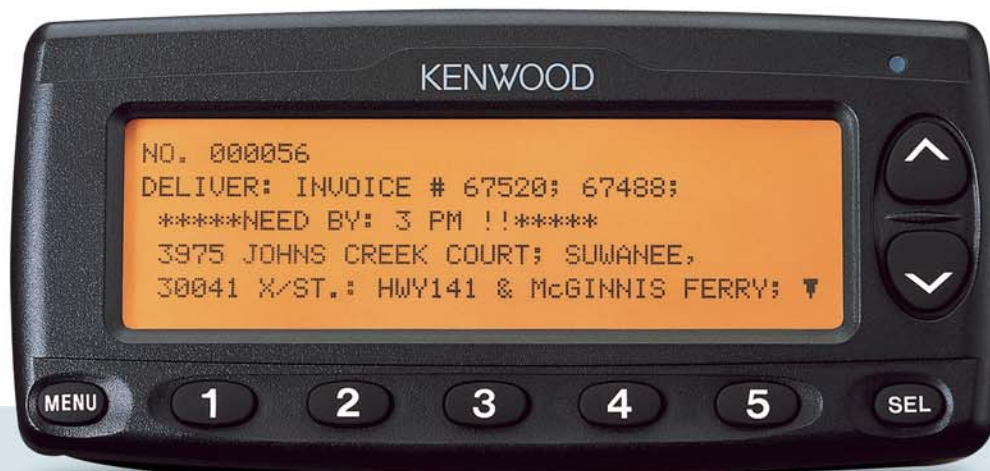 KENWOOD
NO. 000056
DELIVER: INVOICE # 67520; 67488;
*****NEED BY: 3 PM !!*****
3975 JOHNS CREEK COURT; SUWANEE,
30041 X/ST.: HWY141 & McGINNIS FERRY;
MENU 1 2 3 4 5 SEL